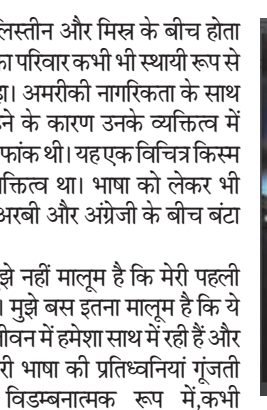 लिस्तीन और मिस्र के बीच होता
का परिवार कभी भी स्थायी रूप से
अमरीकी नागरिकता के साथ
के कारण उनके व्यक्तित्व में
फांक थी। यह एक विचित्र किस्म
क्तित्व था। भाषा को लेकर भी
अरबी और अंग्रेजी के बीच बंटा
झे नहीं मालूम है कि मेरी पहली
। मुझे बस इतना मालूम है कि ये
जीवन में हमेशा साथ में रही हैं और
री भाषा की प्रतिध्वनियां गूंजती
विडम्बनात्मक रूप में,कभी